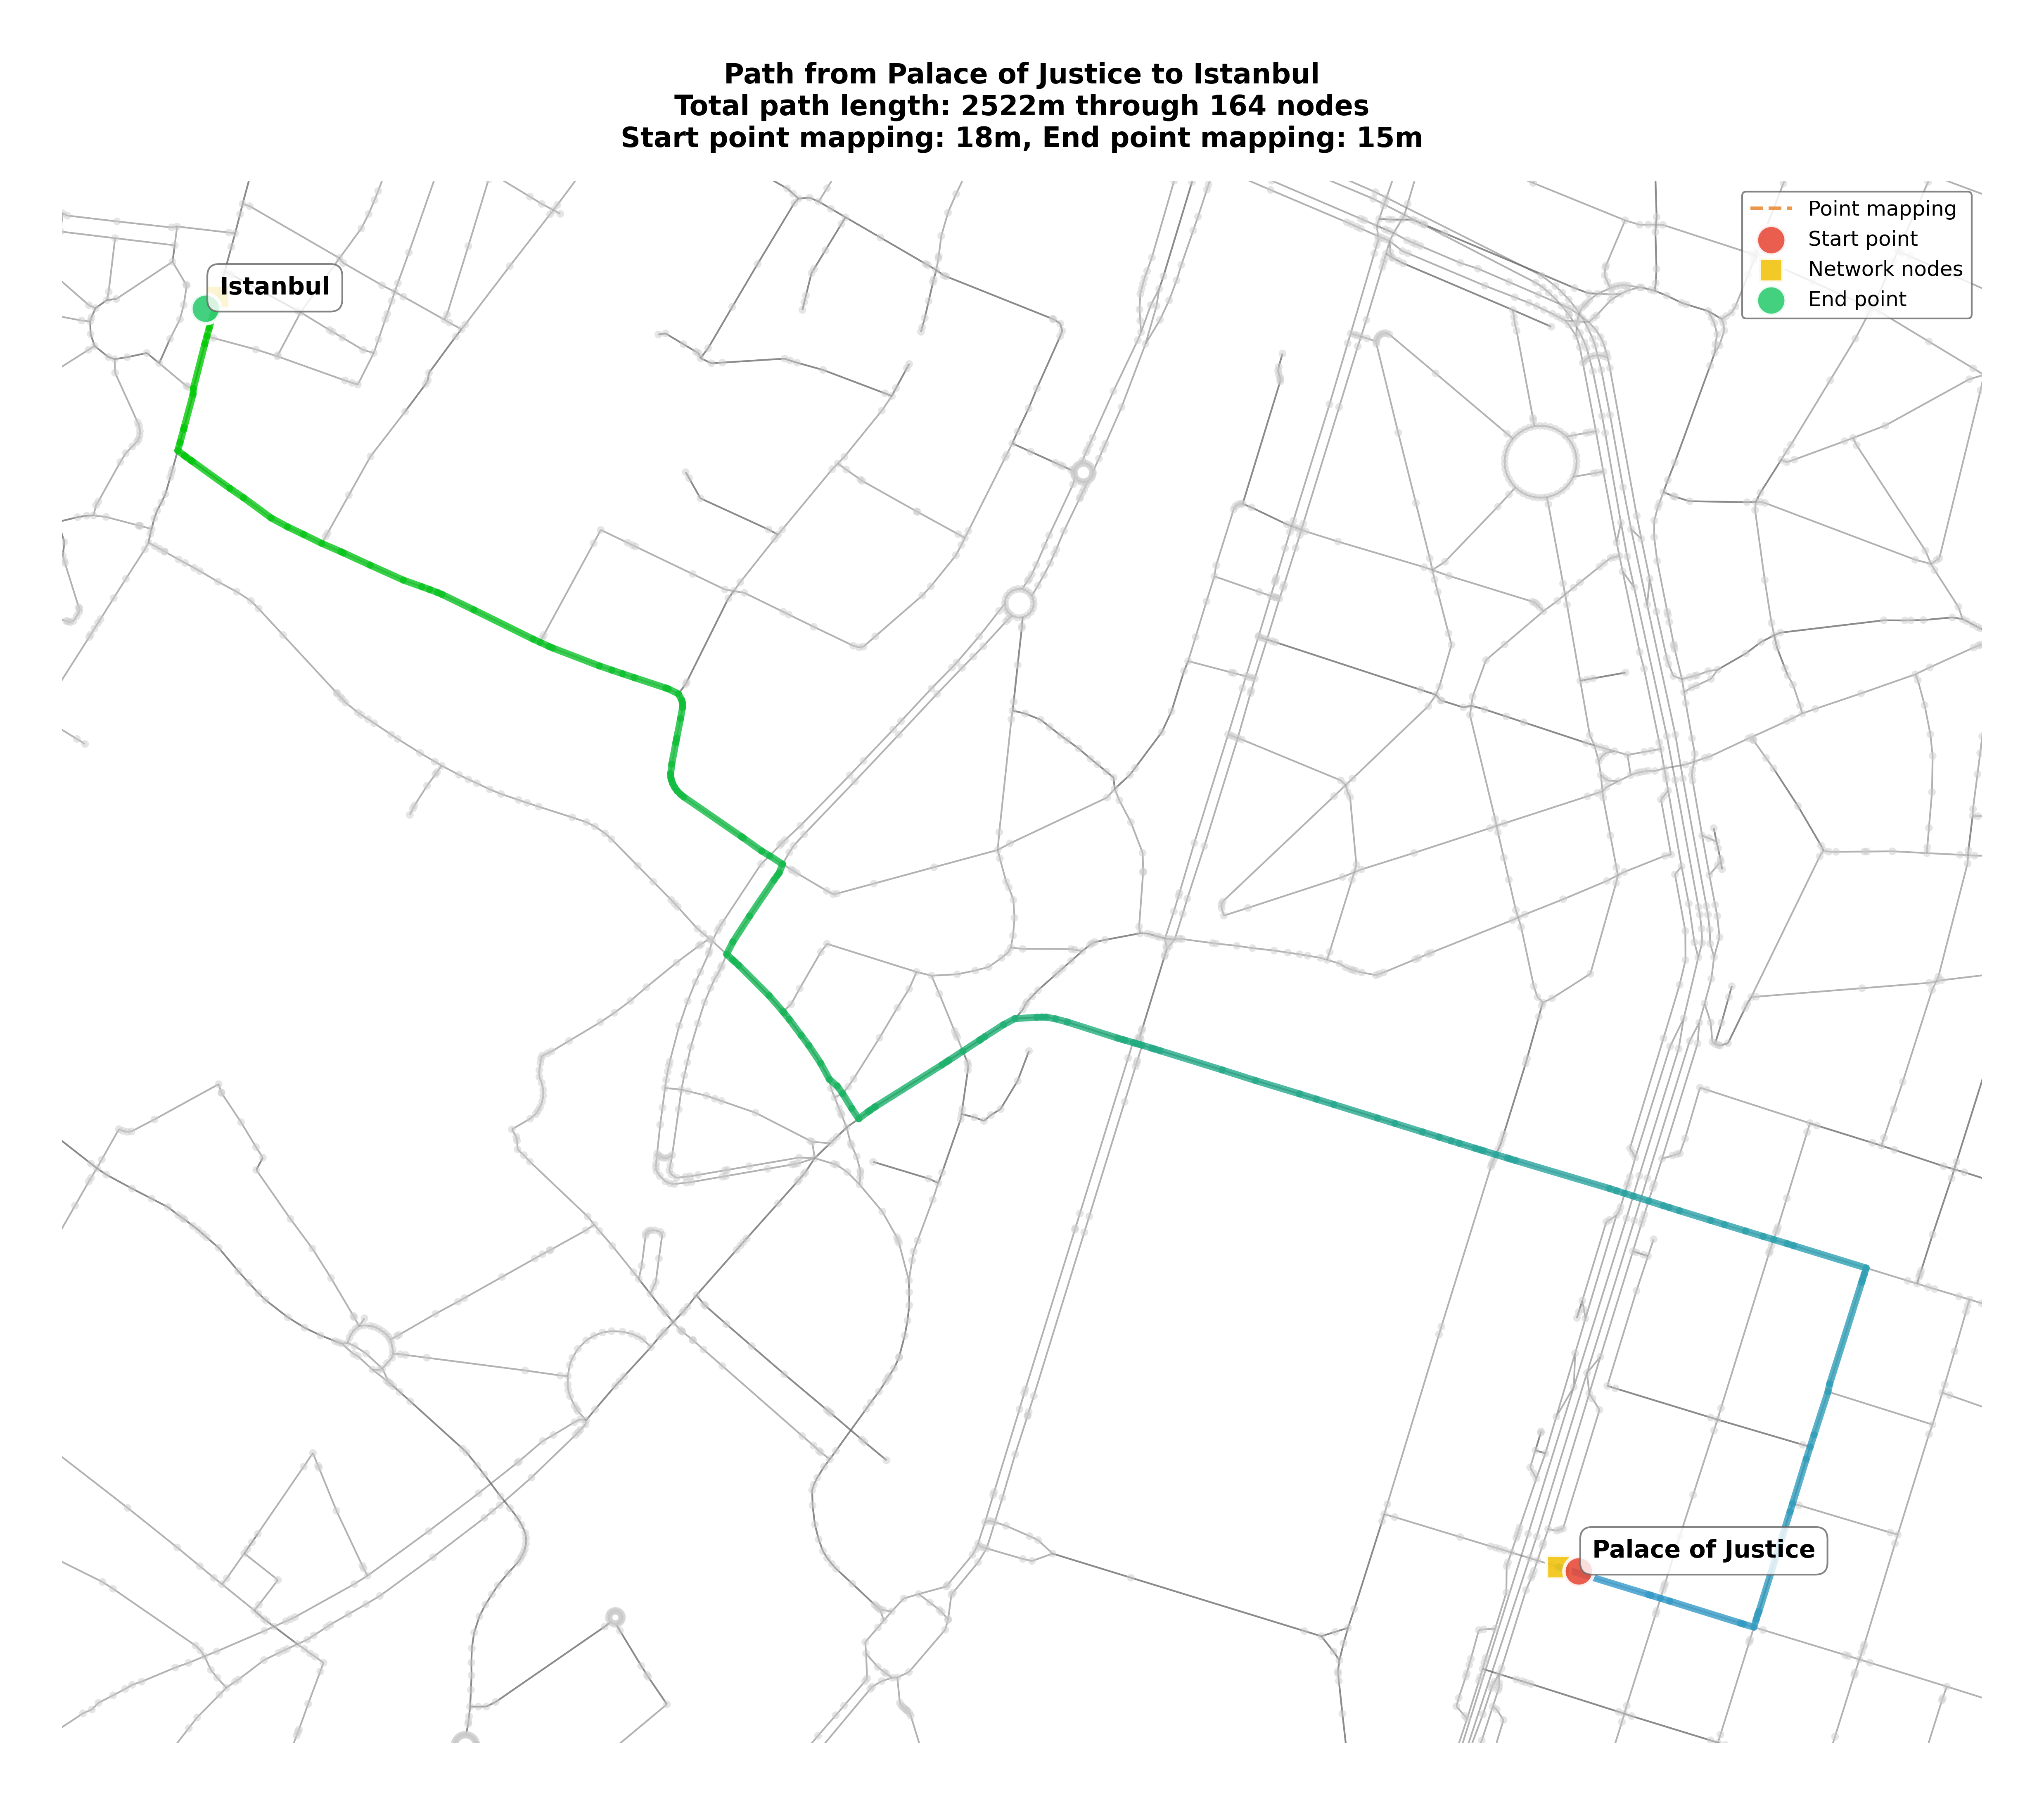 Path from Palace of Justice to Istanbul
Total path length: 2522m through 164 nodes
Start point mapping: 18m, End point mapping: 15m
Point mapping
Start point
Network nodes
End point
Istanbul
Palace of Justice